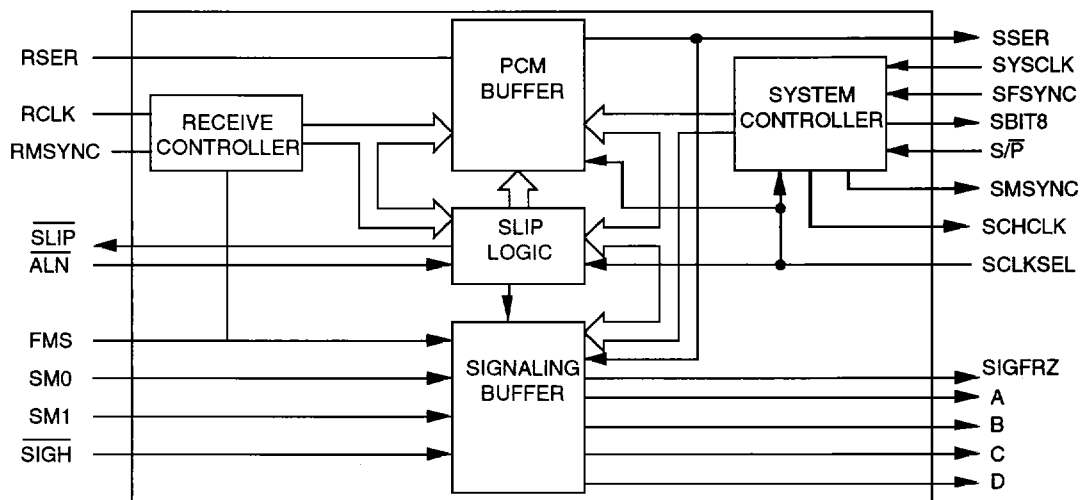 RSER
RCLK
RMSYNC
SLIP
ALN
FMS
SM0
SM1
SIGH
RECEIVE
CONTROLLER
PCM
BUFFER
SLIP
LOGIC
SIGNALING
BUFFER
SYSTEM
CONTROLLER
SSER
SYSCLK
SFSYNC
SBIT8
S/P
SMSYNC
SCHCLK
SCLKSEL
SIGFRZ
A
B
C
D